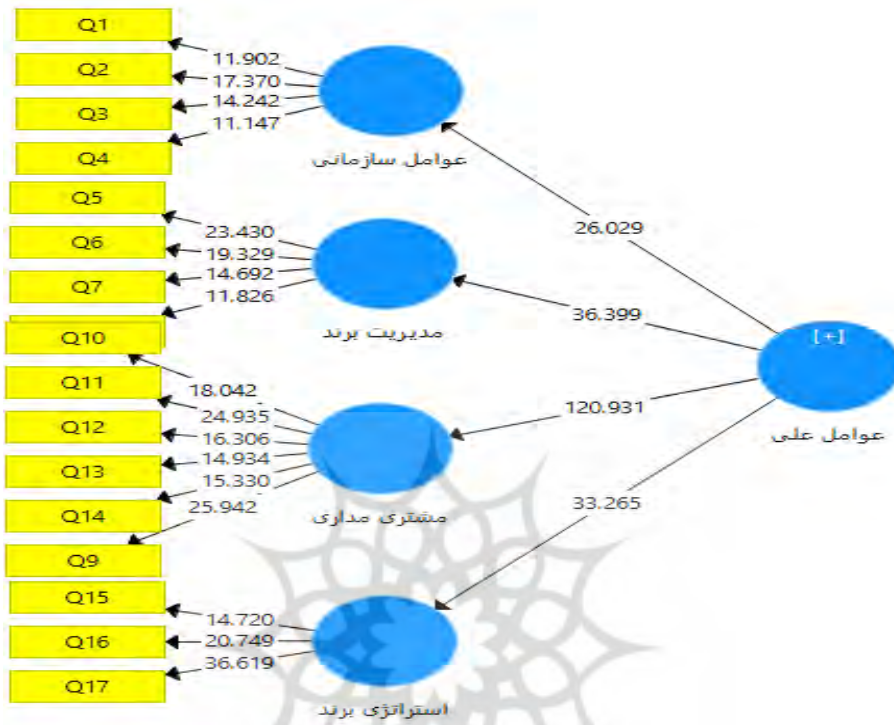 Q1
Q2
Q3
Q4
Q5
Q6
Q7
Q10
Q11
Q12
Q13
Q14
Q9
Q15
Q16
Q17
11.902
17.370
14.242
11.147
23.430
19.329
14.692
11.826
18.042
24.935
16.306
14.934
15.330
25.942
14.720
20.749
36.619
عوامل سازمانی
مدیریت برند
مشتری مداری
استراتژی برند
26.029
36.399
120.931
33.265
[+]
عوامل علی